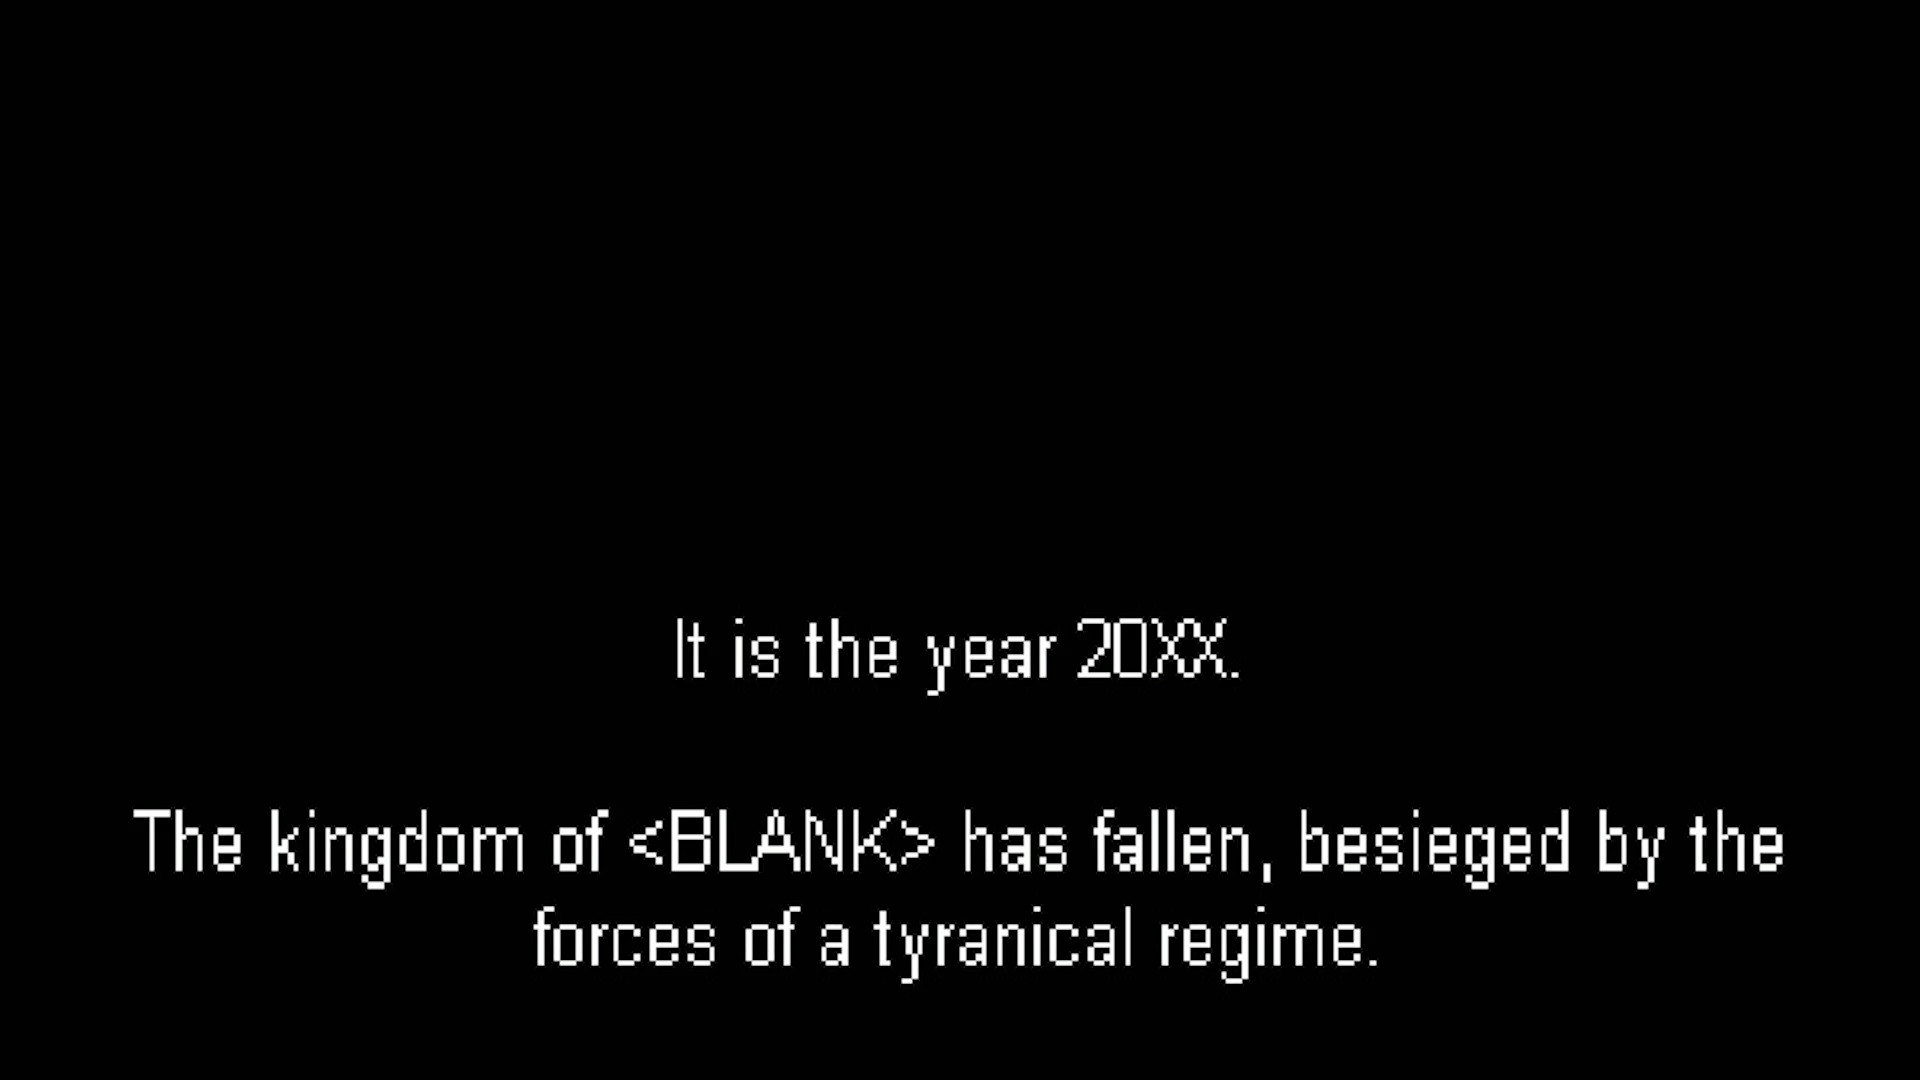 It is the year 20XX.
The kingdom of <BLANK> has fallen, besieged by the
forces of a tyranical regime.